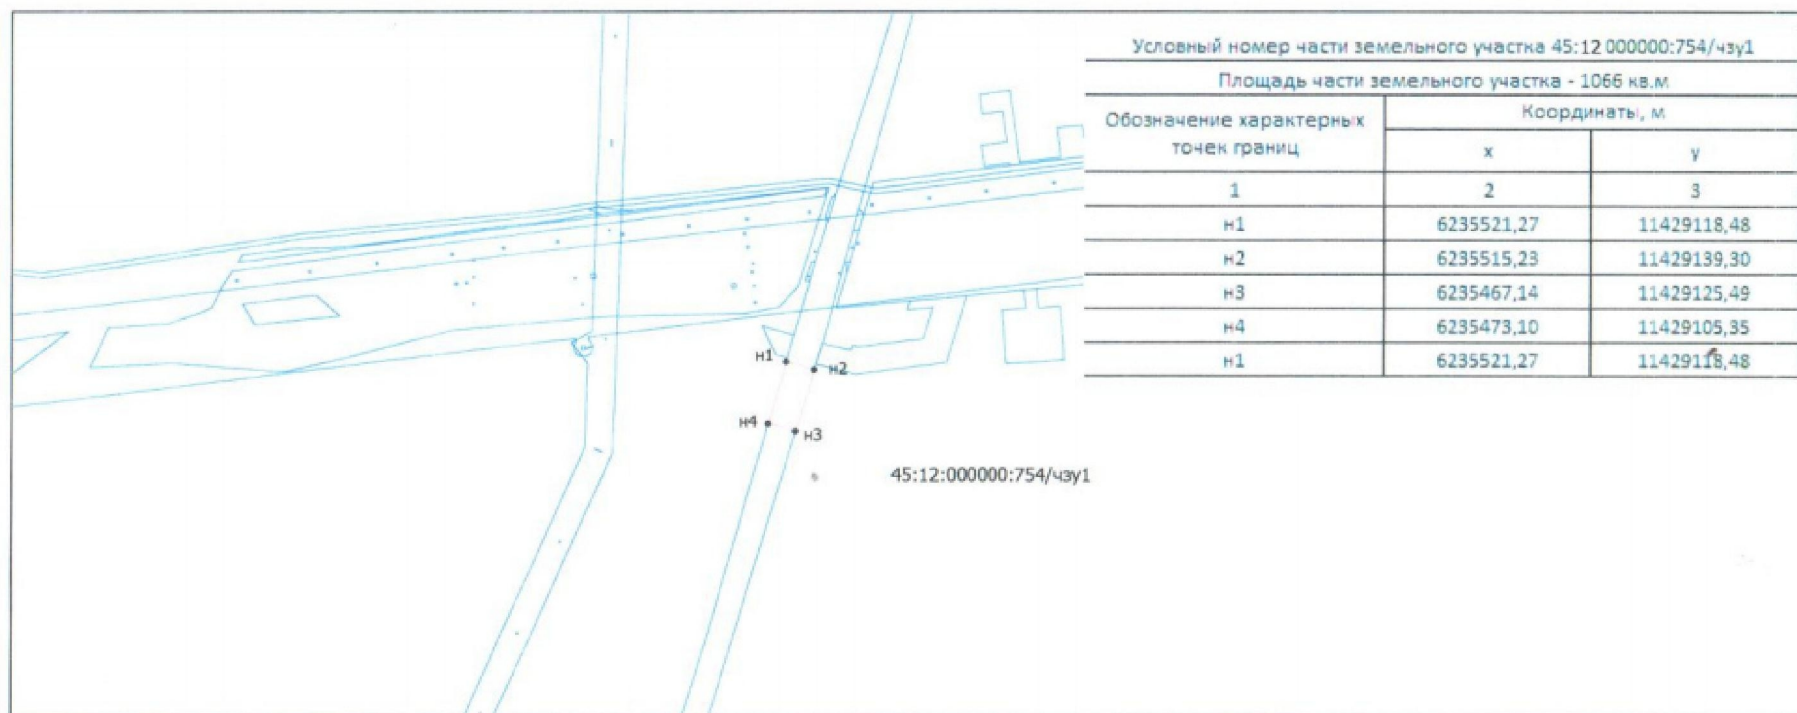 Условный номер части земельного участка 45:12 000000:754/чзу1
Площадь части земельного участка - 1066 кв.м
Обозначение характерных точек границ
Координаты, м
x y
1 2 3
н1 6235521,27 11429118,48
н2 6235515,23 11429139,30
н3 6235467,14 11429125,49
н4 6235473,10 11429105,35
н1 6235521,27 11429118,48
н1
н2
н4
н3
45:12:000000:754/чзу1